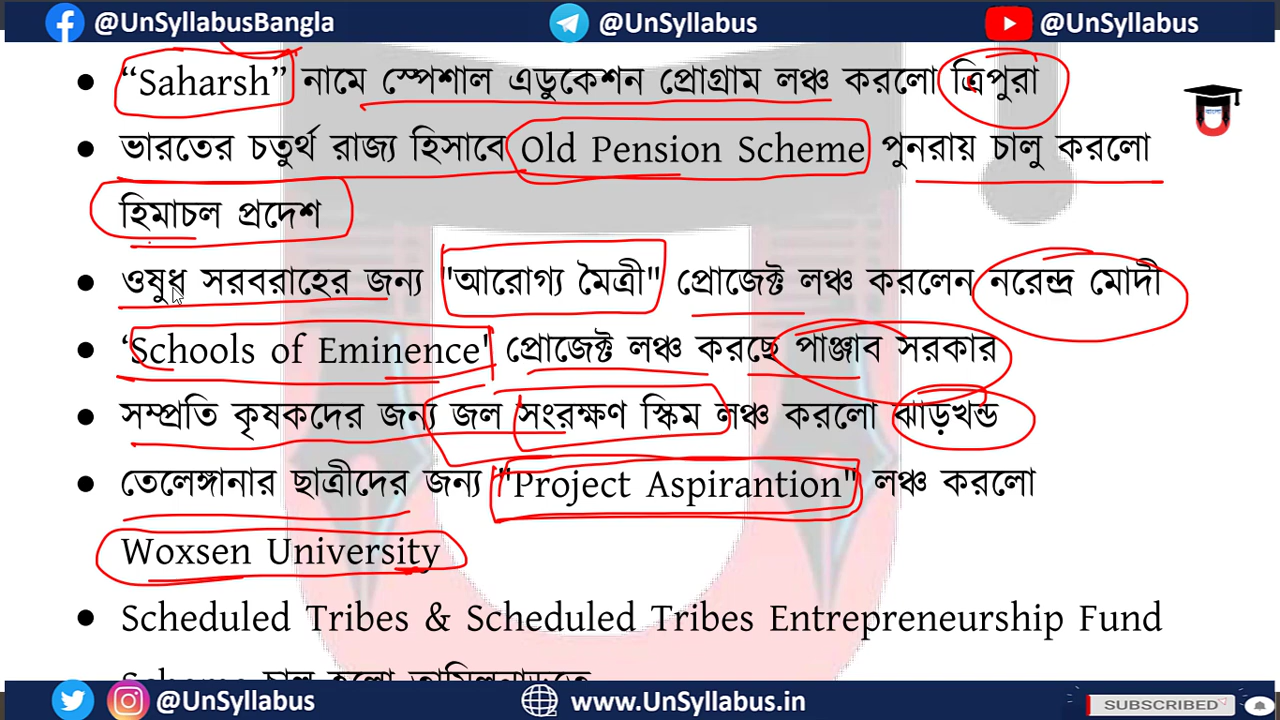 @UnSyllabusBangla @UnSyllabus @UnSyllabus
• “Saharsh” নামে স্পেশাল এডুকেশন প্রোগ্রাম লঞ্চ করলো ত্রিপুরা
• ভারতের চতুর্থ রাজ্য হিসাবে Old Pension Scheme পুনরায় চালু করলো
হিমাচল প্রদেশ
• ওষুধ সরবরাহের জন্য "আরোগ্য মৈত্রী" প্রোজেক্ট লঞ্চ করলেন নরেন্দ্র মোদী
• ‘Schools of Eminence' প্রোজেক্ট লঞ্চ করছে পাঞ্জাব সরকার
• সম্প্রতি কৃষকদের জন্য জল সংরক্ষণ স্কিম লঞ্চ করলো ঝাড়খন্ড
• তেলেঙ্গানার ছাত্রীদের জন্য "Project Aspirantion" লঞ্চ করলো
Woxsen University
• Scheduled Tribes & Scheduled Tribes Entrepreneurship Fund
Scheme চালু হলো তামিলনাড়ুতে
@UnSyllabus www.UnSyllabus.in SUBSCRIBED